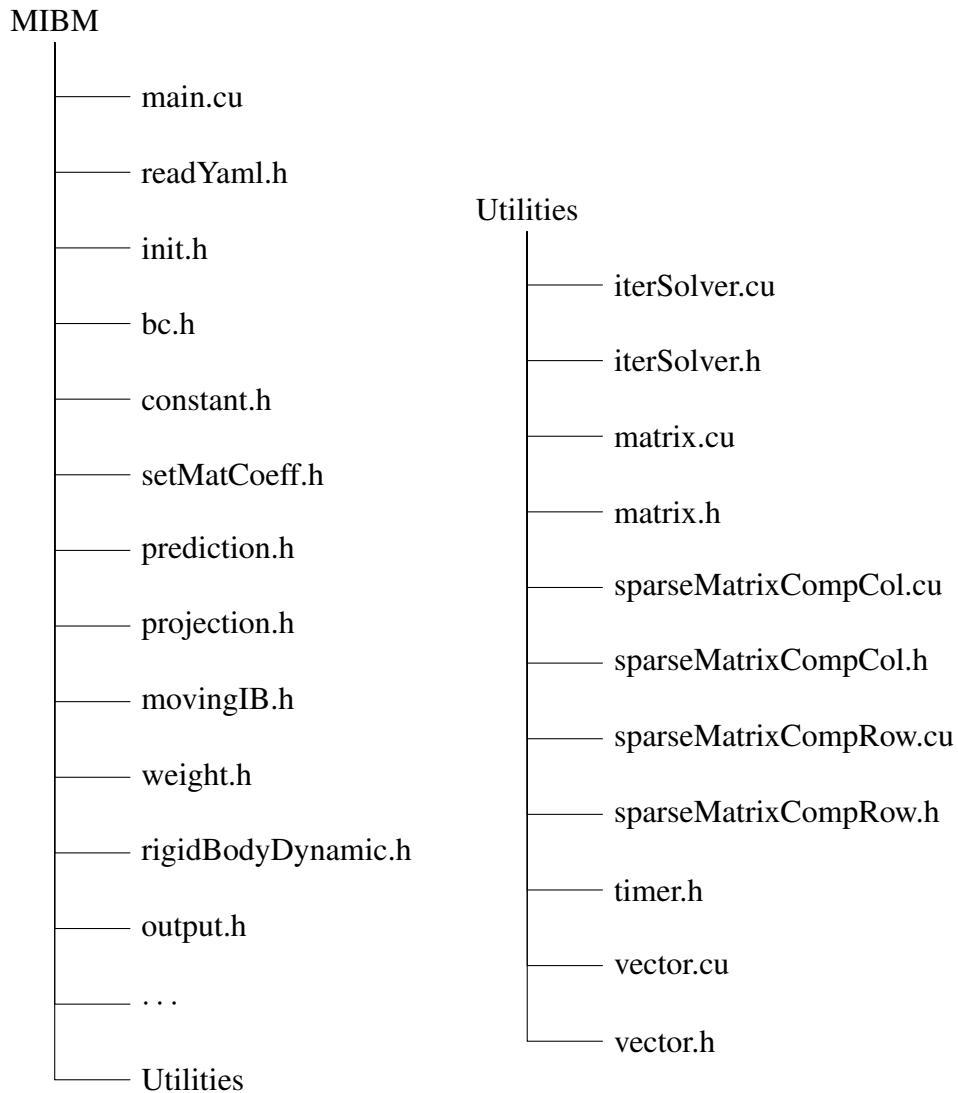 MIBM
main.cu
readYaml.h
init.h
bc.h
constant.h
setMatCoeff.h
prediction.h
projection.h
movingIB.h
weight.h
rigidBodyDynamic.h
output.h
. . .
Utilities
Utilities
iterSolver.cu
iterSolver.h
matrix.cu
matrix.h
sparseMatrixCompCol.cu
sparseMatrixCompCol.h
sparseMatrixCompRow.cu
sparseMatrixCompRow.h
timer.h
vector.cu
vector.h